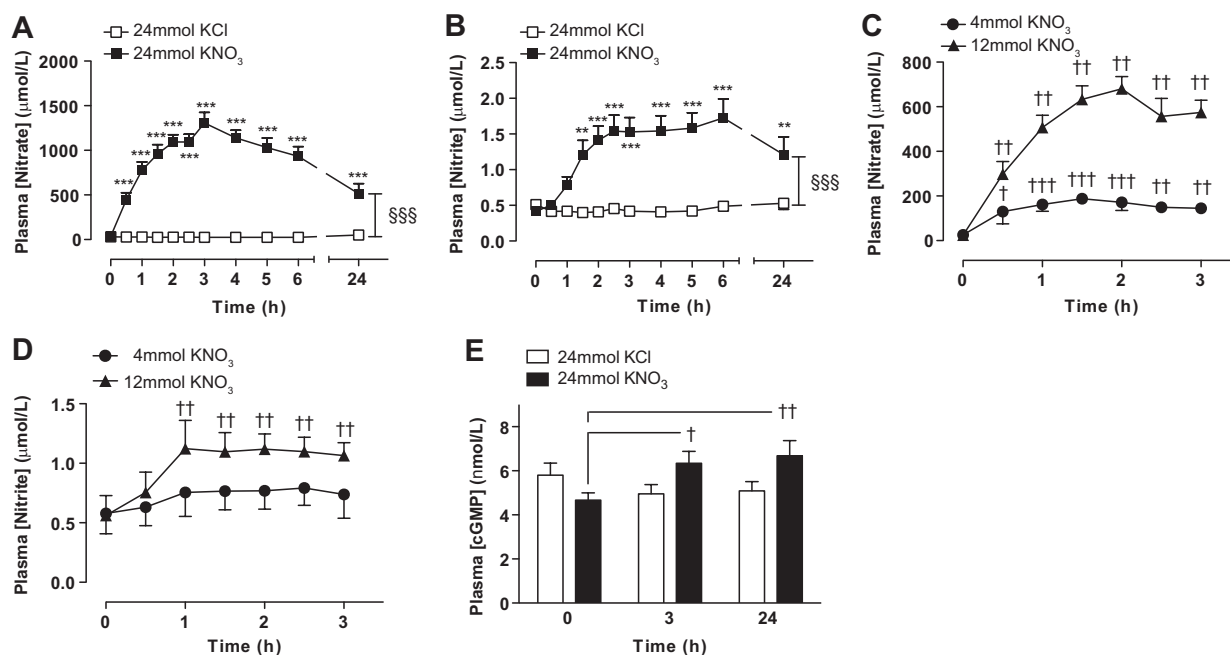 A
24mmol KCl
24mmol KNO3
Plasma [Nitrate] (μmol/L)
2000
1500
1000
500
0
***
***
***
***
***
***
***
***
***
***
§§§
0 1 2 3 4 5 6 24
Time (h)
B
24mmol KCl
24mmol KNO3
Plasma [Nitrite] (μmol/L)
2.5
2.0
1.5
1.0
0.5
0.0
**
***
***
***
***
***
***
**
§§§
0 1 2 3 4 5 6 24
Time (h)
C
4mmol KNO3
12mmol KNO3
Plasma [Nitrate] (μmol/L)
800
600
400
200
0
††
††
††
††
††
††
†
†††
†††
†††
††
††
0 1 2 3
Time (h)
D
4mmol KNO3
12mmol KNO3
Plasma [Nitrite] (μmol/L)
1.5
1.0
0.5
0.0
††
††
††
††
††
0 1 2 3
Time (h)
E
24mmol KCl
24mmol KNO3
Plasma [cGMP] (nmol/L)
8
6
4
2
0
†
††
0 3 24
Time (h)